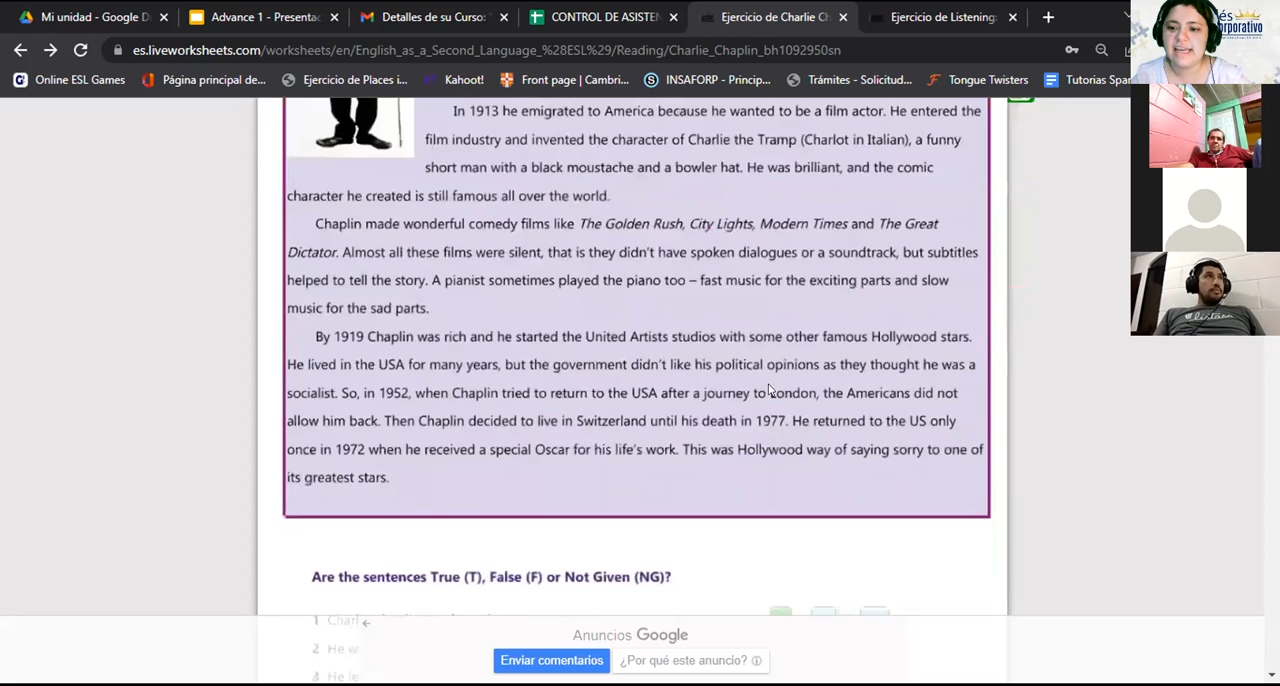 Mi unidad - Google D
Advance 1 - Presentac
Detalles de su Curso:
CONTROL DE ASISTEN
Ejercicio de Charlie Ch
Ejercicio de Listening:
es.liveworksheets.com/worksheets/en/English_as_a_Second_Language_%28ESL%29/Reading/Charlie_Chaplin_bh1092950sn
Online ESL Games
Página principal de...
Ejercicio de Places i...
Kahoot!
Front page | Cambri...
INSAFORP - Princip...
Trámites - Solicitud...
Tongue Twisters
Tutorias Spar
és
rporativo
In 1913 he emigrated to America because he wanted to be a film actor. He entered the
film industry and invented the character of Charlie the Tramp (Charlot in Italian), a funny
short man with a black moustache and a bowler hat. He was brilliant, and the comic
character he created is still famous all over the world.
Chaplin made wonderful comedy films like The Golden Rush, City Lights, Modern Times and The Great
Dictator. Almost all these films were silent, that is they didn't have spoken dialogues or a soundtrack, but subtitles
helped to tell the story. A pianist sometimes played the piano too – fast music for the exciting parts and slow
music for the sad parts.
By 1919 Chaplin was rich and he started the United Artists studios with some other famous Hollywood stars.
He lived in the USA for many years, but the government didn't like his political opinions as they thought he was a
socialist. So, in 1952, when Chaplin tried to return to the USA after a journey to London, the Americans did not
allow him back. Then Chaplin decided to live in Switzerland until his death in 1977. He returned to the US only
once in 1972 when he received a special Oscar for his life's work. This was Hollywood way of saying sorry to one of
its greatest stars.
Are the sentences True (T), False (F) or Not Given (NG)?
1 Charl
2 He w
3 He le
Anuncios Google
Enviar comentarios
¿Por qué este anuncio?